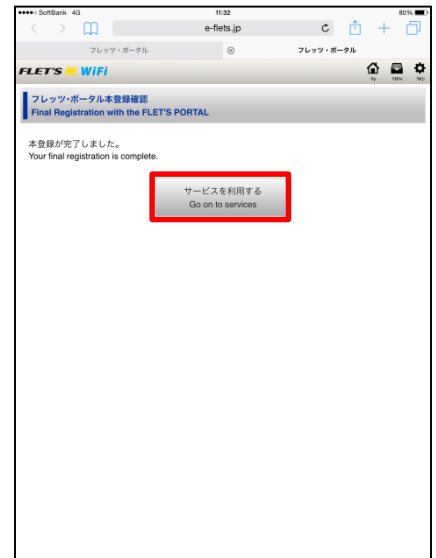 SoftBank 4G 11:32 80%
e-flets.jp
フレッツ・ポータル フレッツ・ポータル
FLET'S 光 WiFi
フレッツ・ポータル本登録確認
Final Registration with the FLET'S PORTAL
本登録が完了しました。
Your final registration is complete.
サービスを利用する
Go on to services